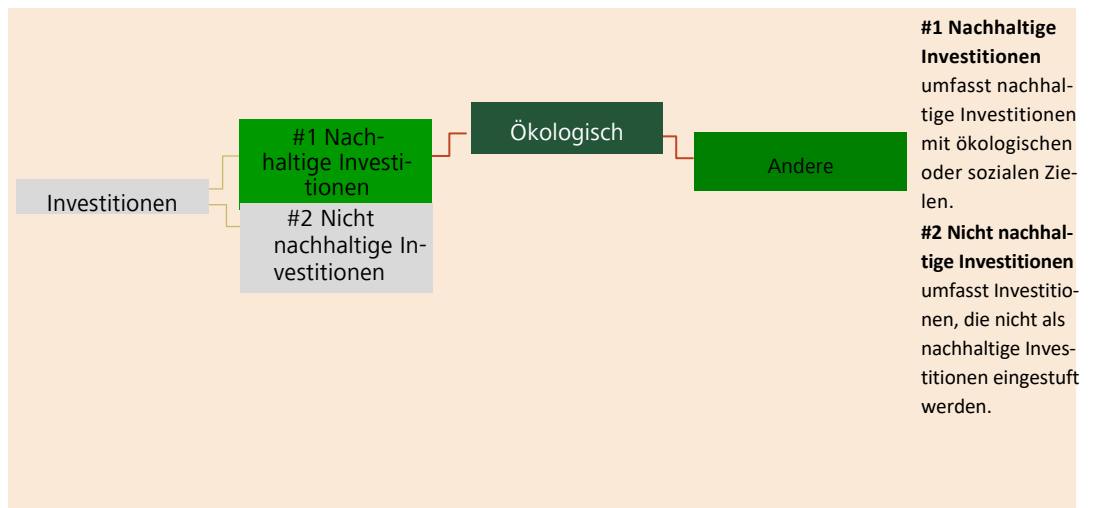 Investitionen
#1 Nach-
haltige Investi-
tionen
#2 Nicht
nachhaltige In-
vestitionen
Ökologisch
Andere
#1 Nachhaltige
Investitionen
umfasst nachhal-
tige Investitionen
mit ökologischen
oder sozialen Zie-
len.
#2 Nicht nachhal-
tige Investitionen
umfasst Investitio-
nen, die nicht als
nachhaltige Inves-
titionen eingestuft
werden.